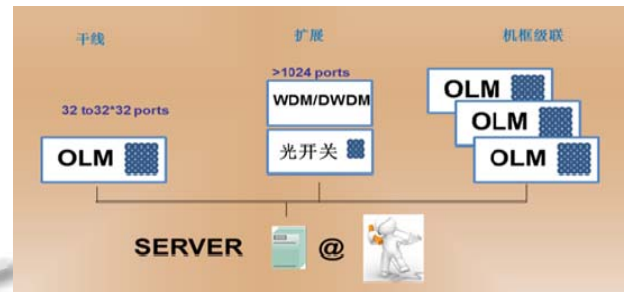 干线
扩展
机框级联
>1024 ports
32 to32*32 ports
WDM/DWDM
OLM
光开关
OLM
OLM
OLM
SERVER @